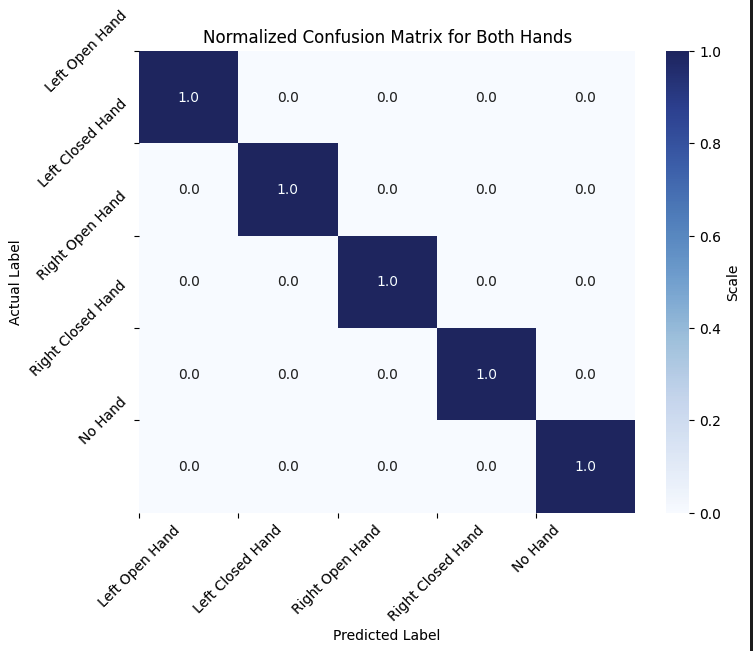 Normalized Confusion Matrix for Both Hands
Actual Label
Left Open Hand
1.0 0.0 0.0 0.0 0.0
Left Closed Hand
0.0 1.0 0.0 0.0 0.0
Right Open Hand
0.0 0.0 1.0 0.0 0.0
Right Closed Hand
0.0 0.0 0.0 1.0 0.0
No Hand
0.0 0.0 0.0 0.0 1.0
Left Open Hand
Left Closed Hand
Right Open Hand
Right Closed Hand
No Hand
Predicted Label
1.0
0.8
0.6
0.4
0.2
0.0
Scale